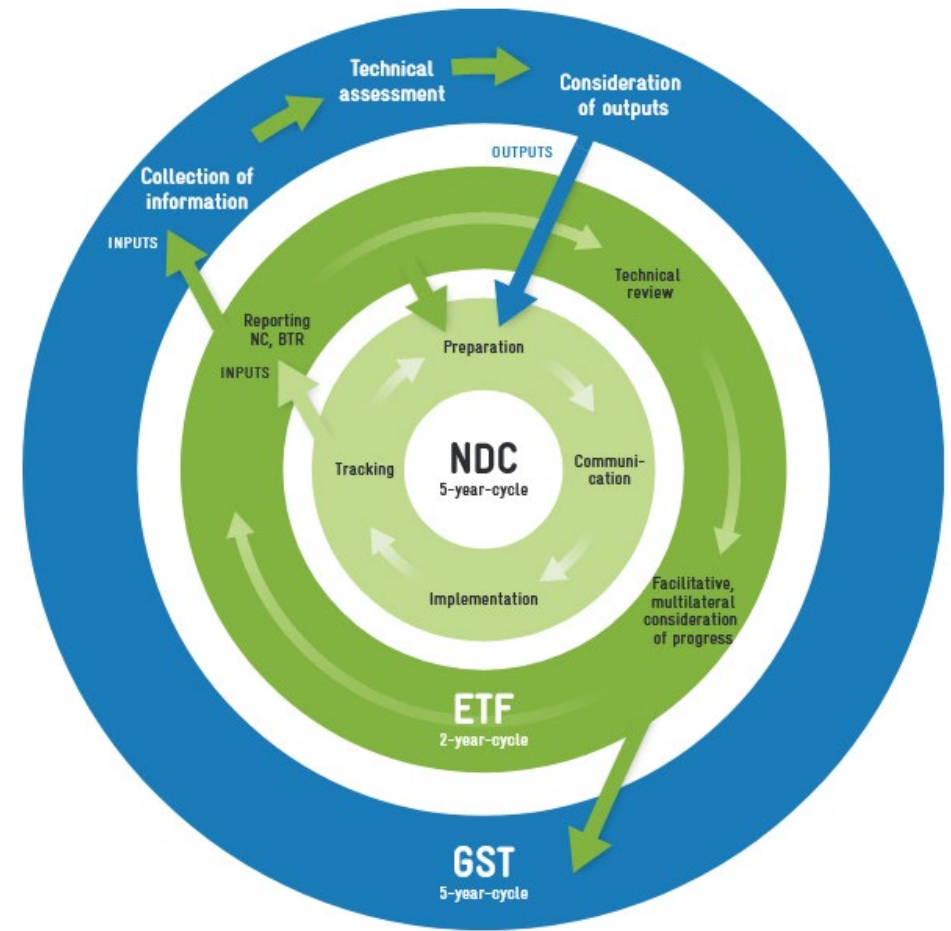 Technical
assessment
Consideration
of outputs
OUTPUTS
Collection of
information
INPUTS
Technical
review
Reporting
NC, BTR
INPUTS
Preparation
Tracking
NDC
5-year-cycle
Communi-
cation
Implementation
Facilitative,
multilateral
consideration
of progress
ETF
2-year-cycle
GST
5-year-cycle